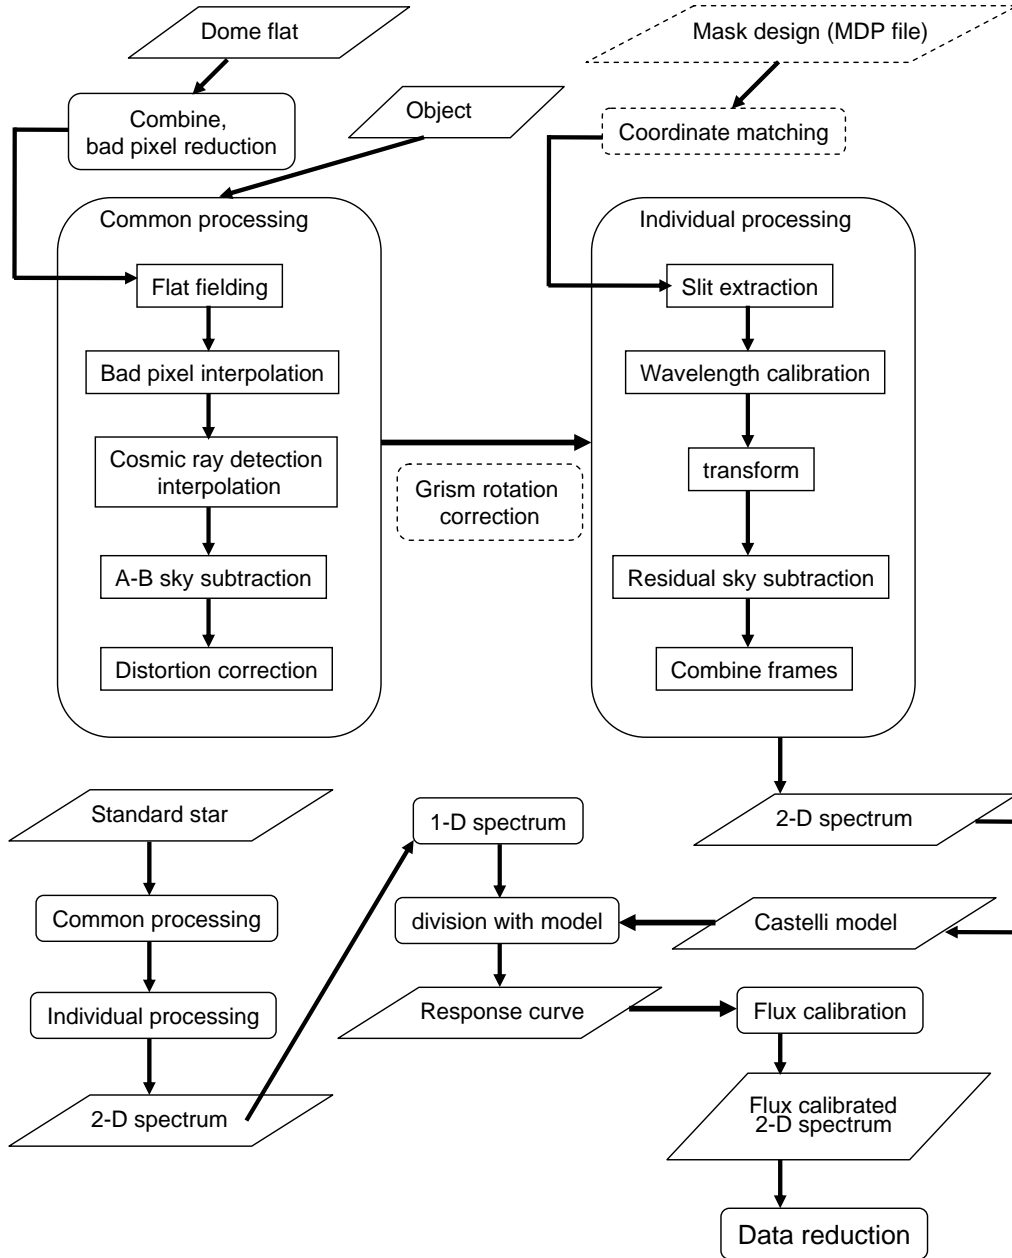 Dome flat
Mask design (MDP file)
Combine,
bad pixel reduction
Object
Coordinate matching
Common processing
Flat fielding
Bad pixel interpolation
Cosmic ray detection
interpolation
A-B sky subtraction
Distortion correction
Grism rotation
correction
Individual processing
Slit extraction
Wavelength calibration
transform
Residual sky subtraction
Combine frames
Standard star
Common processing
Individual processing
2-D spectrum
1-D spectrum
division with model
Response curve
2-D spectrum
Castelli model
Flux calibration
Flux calibrated
2-D spectrum
Data reduction